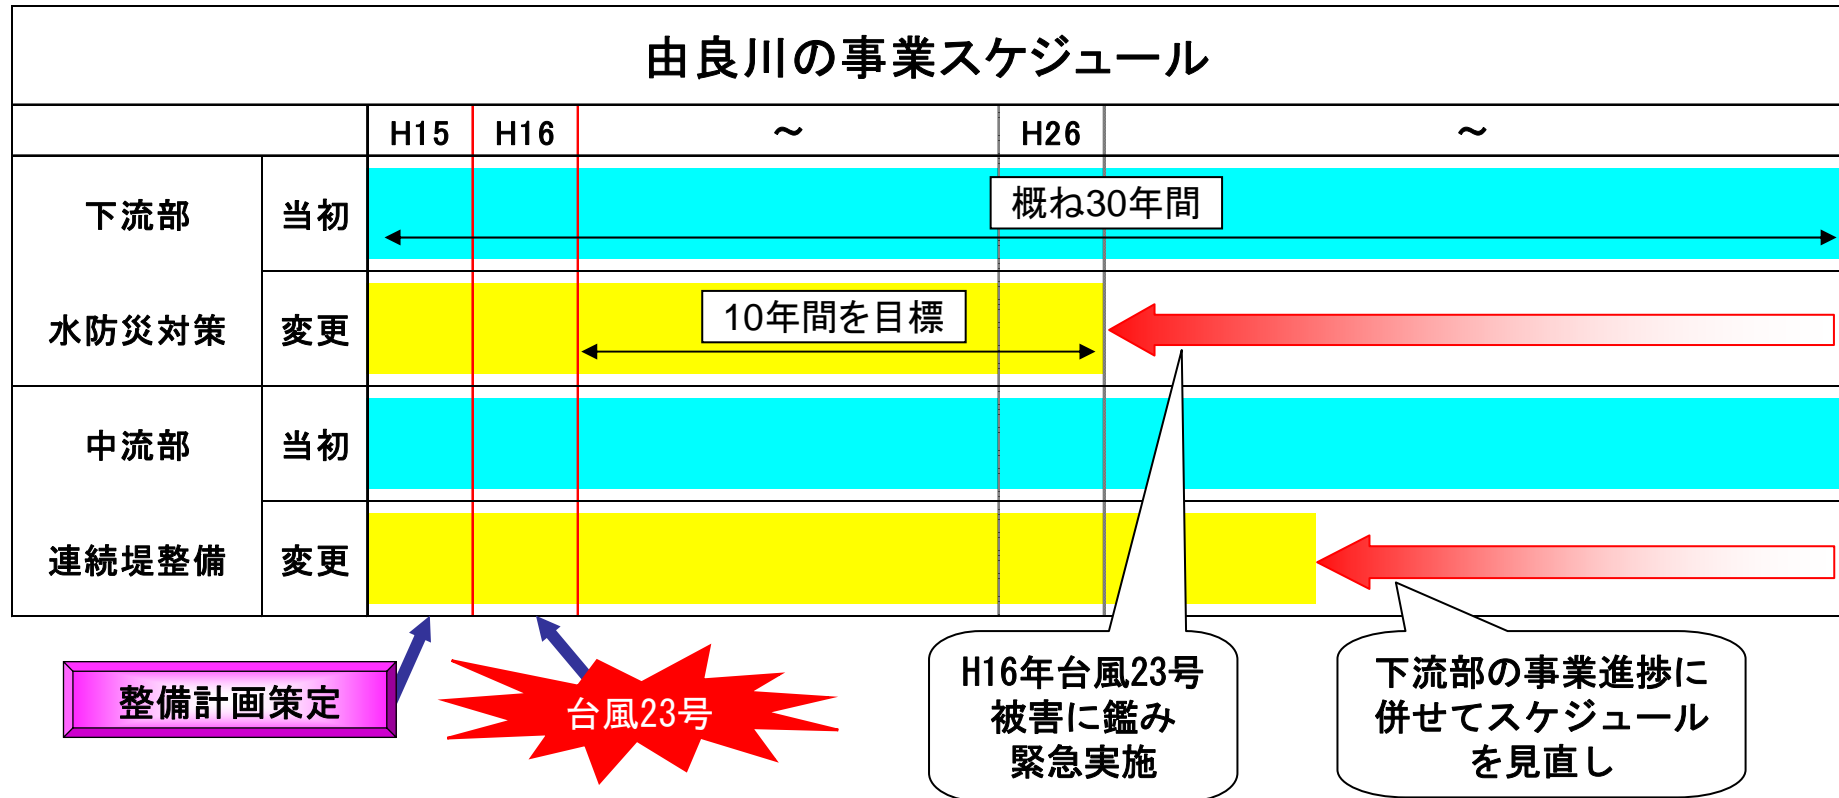 由良川の事業スケジュール
H15 H16 ～ H26 ～
下流部 当初
概ね30年間
水防災対策 変更
10年間を目標
中流部 当初
連続堤整備 変更
整備計画策定
台風23号
H16年台風23号
被害に鑑み
緊急実施
下流部の事業進捗に
併せてスケジュール
を見直し